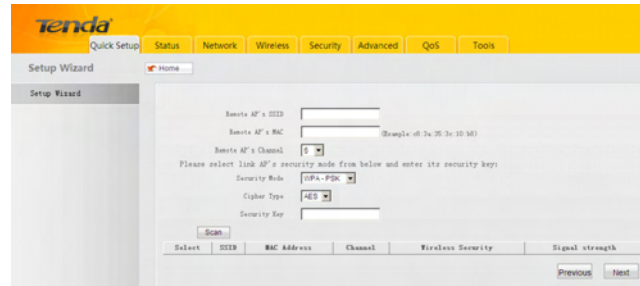 Tenda
Quick Setup Status Network Wireless Security Advanced QoS Tools
Setup Wizard Home
Setup Wizard
Remote AP's SSID
Remote AP's MAC (Example:c8:3a:35:3c:10:b8)
Remote AP's Channel 6
Please select link AP's security mode from below and enter its security key:
Security Mode WPA-PSK
Cipher Type AES
Security Key
Scan
Select SSID MAC Address Channel Wireless Security Signal strength
Previous Next